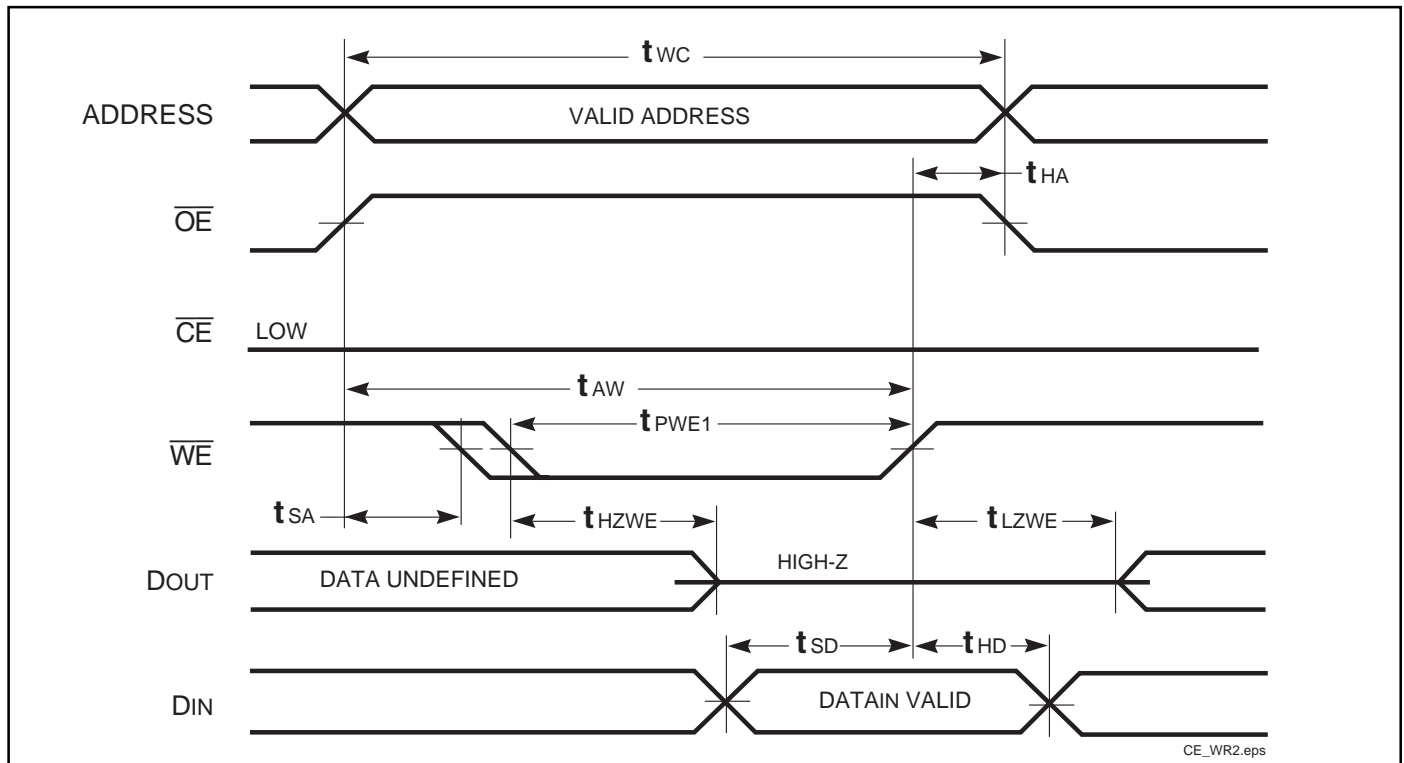 tWC
ADDRESS
VALID ADDRESS
tHA
OE
CE
LOW
tAW
tPWE1
WE
tSA
tHZWE
tLZWE
DOUT
DATA UNDEFINED
HIGH-Z
tSD
tHD
DIN
DATAIN VALID
CE_WR2.eps